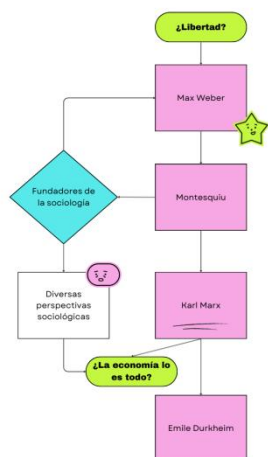 ¿Libertad?
Max Weber
Fundadores de
la sociología
Montesquiu
Diversas
perspectivas
sociológicas
Karl Marx
¿La economía lo
es todo?
Emile Durkheim